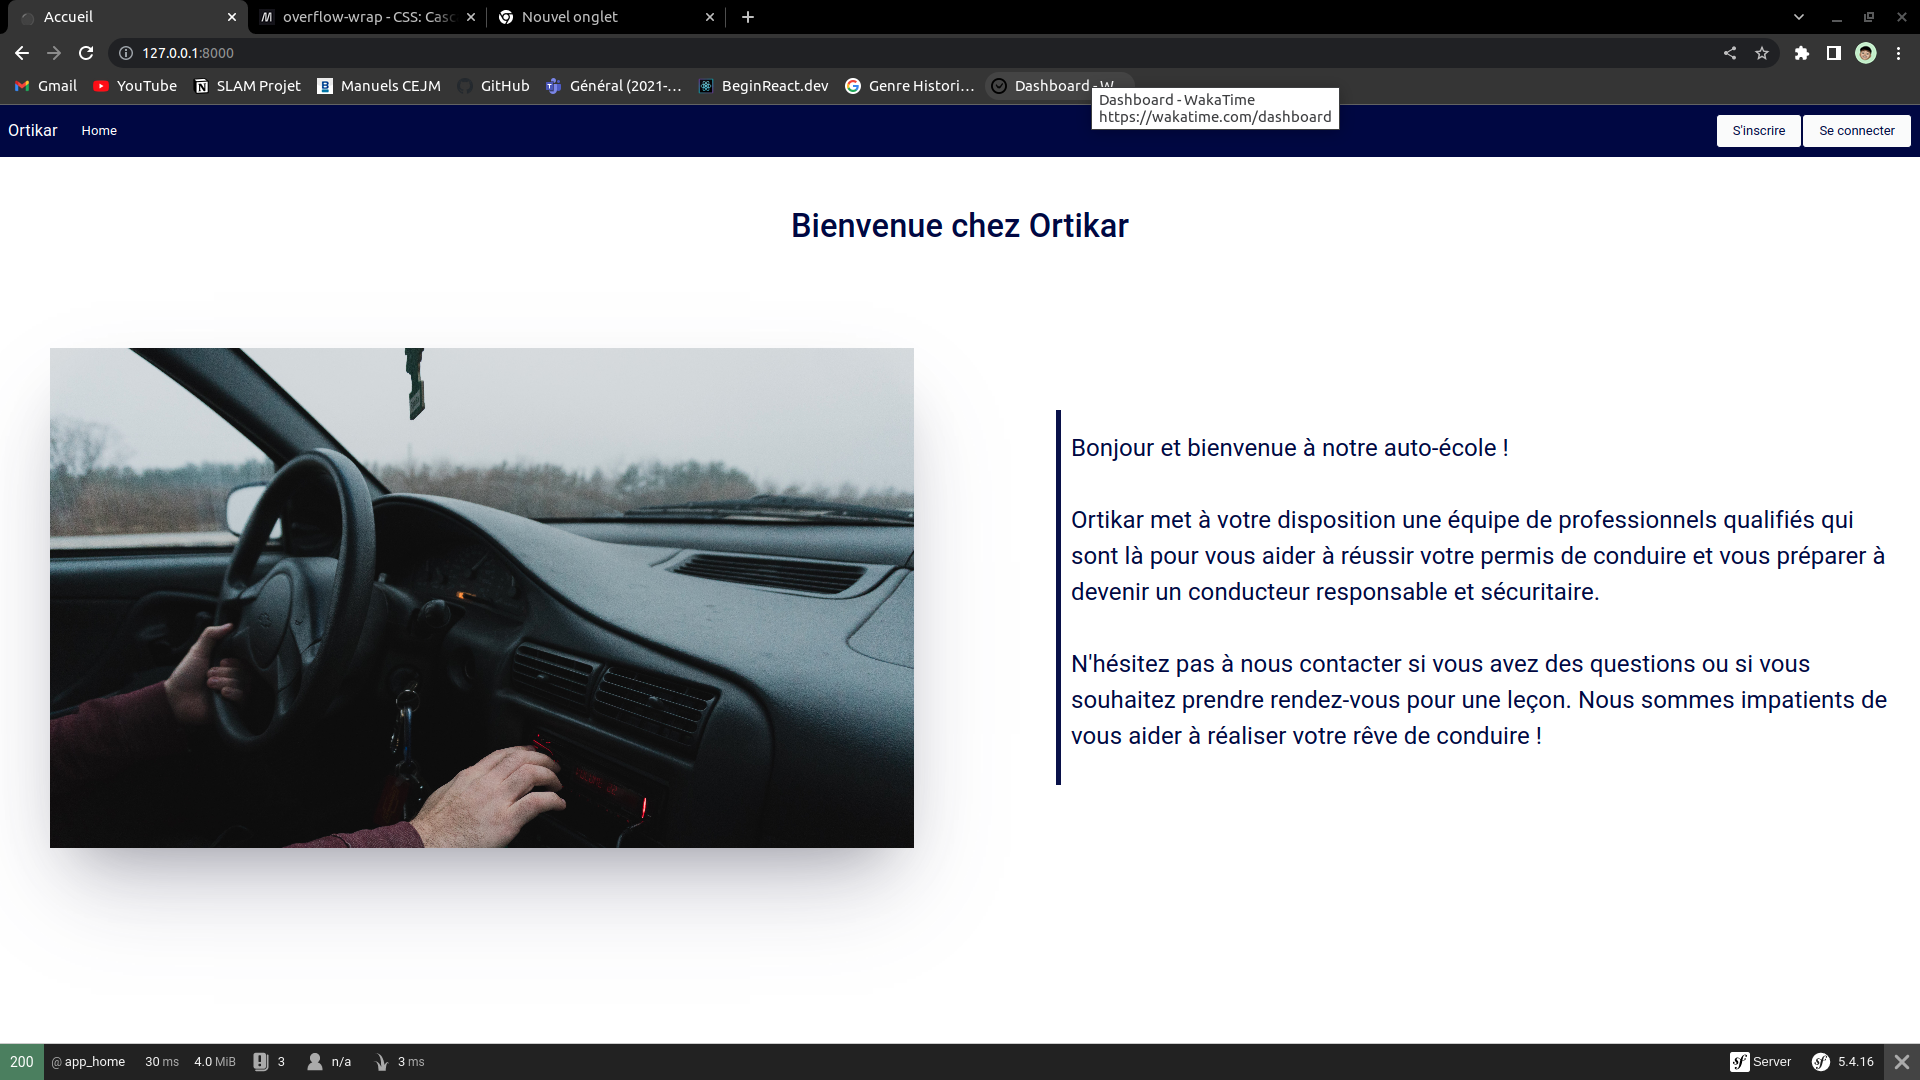 Accueil
overflow-wrap - CSS: Casc
Nouvel onglet
127.0.0.1:8000
Gmail
YouTube
SLAM Projet
Manuels CEJM
GitHub
Général (2021-...
BeginReact.dev
Genre Histori...
Dashboard - W
Dashboard - WakaTime
https://wakatime.com/dashboard
Ortikar
Home
S'inscrire
Se connecter
Bienvenue chez Ortikar
Bonjour et bienvenue à notre auto-école !
Ortikar met à votre disposition une équipe de professionnels qualifiés qui
sont là pour vous aider à réussir votre permis de conduire et vous préparer à
devenir un conducteur responsable et sécuritaire.
N'hésitez pas à nous contacter si vous avez des questions ou si vous
souhaitez prendre rendez-vous pour une leçon. Nous sommes impatients de
vous aider à réaliser votre rêve de conduire !
200
@ app_home
30 ms
4.0 MiB
3
n/a
3 ms
sf Server
sf 5.4.16